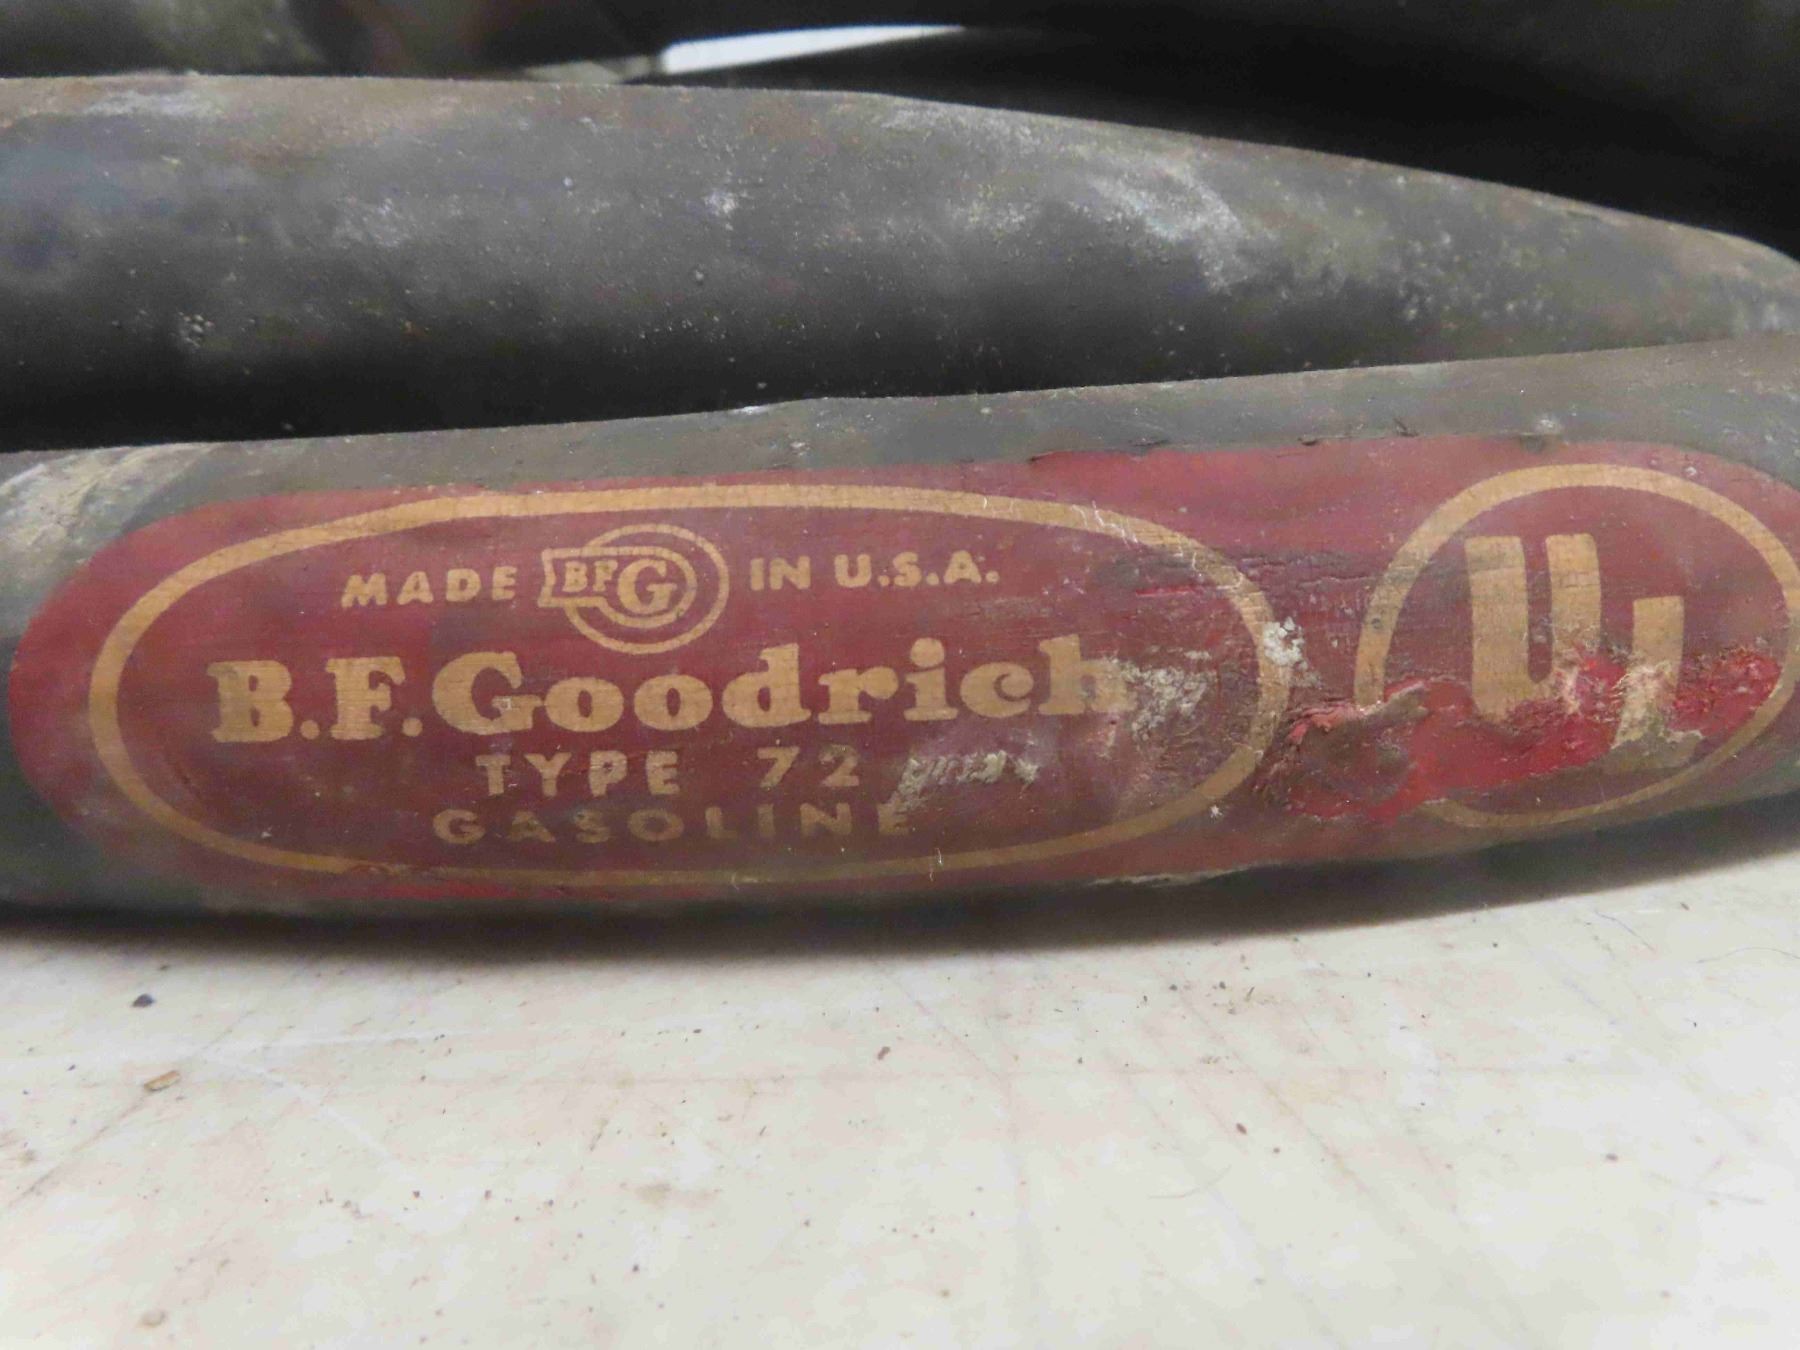 MADE BFG IN U.S.A.
B.F.Goodrich
TYPE 72
GASOLINE
UL